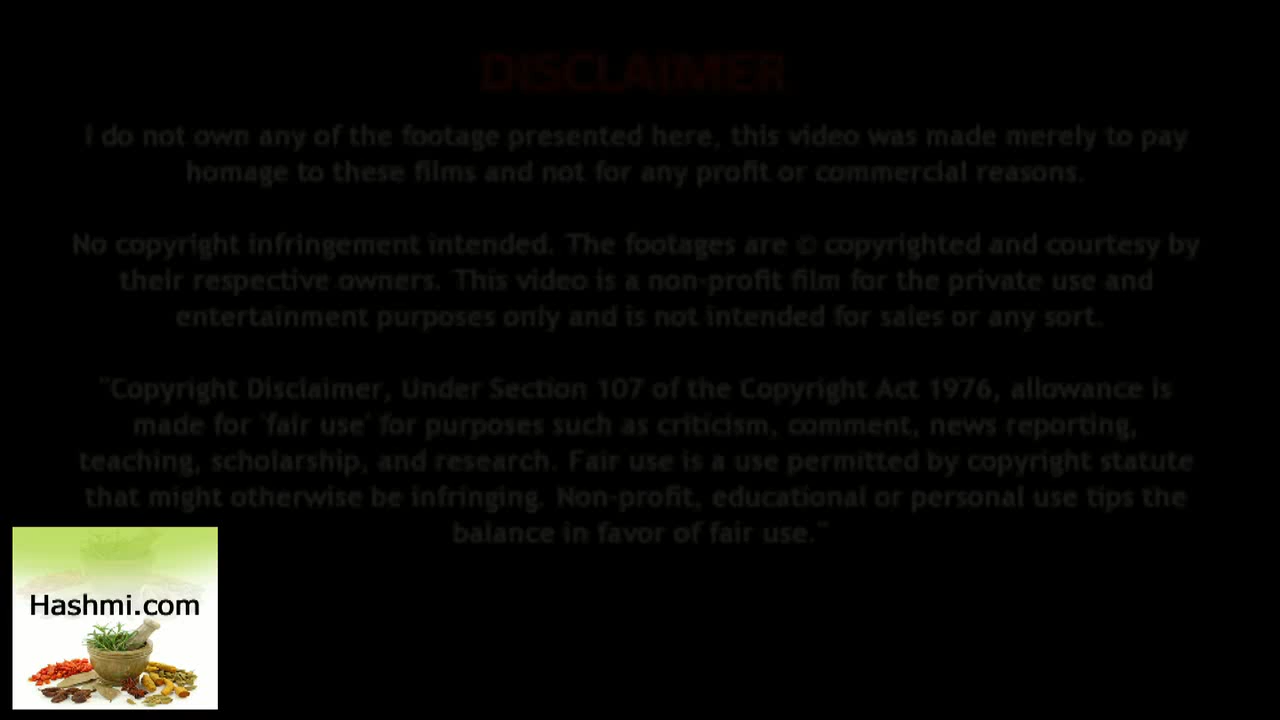 DISCLAIMER
I do not own any of the footage presented here, this video was made merely to pay
homage to these films and not for any profit or commercial reasons.
No copyright infringement intended. The footages are © copyrighted and courtesy by
their respective owners. This video is a non-profit film for the private use and
entertainment purposes only and is not intended for sales or any sort.
"Copyright Disclaimer, Under Section 107 of the Copyright Act 1976, allowance is
made for 'fair use' for purposes such as criticism, comment, news reporting,
teaching, scholarship, and research. Fair use is a use permitted by copyright statute
that might otherwise be infringing. Non-profit, educational or personal use tips the
balance in favor of fair use."
Hashmi.com